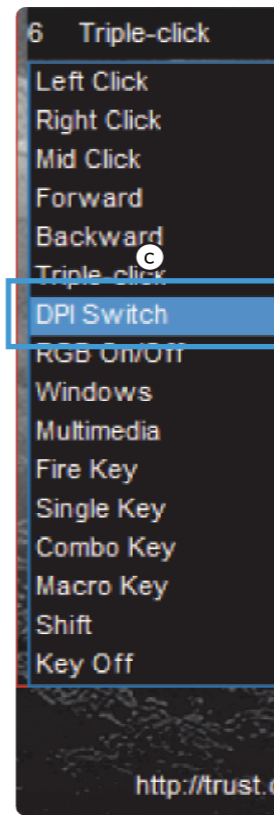 6 Triple-click
Left Click
Right Click
Mid Click
Forward
Backward
C
Triple-click
DPI Switch
RGB On/Off
Windows
Multimedia
Fire Key
Single Key
Combo Key
Macro Key
Shift
Key Off
http://trust.c